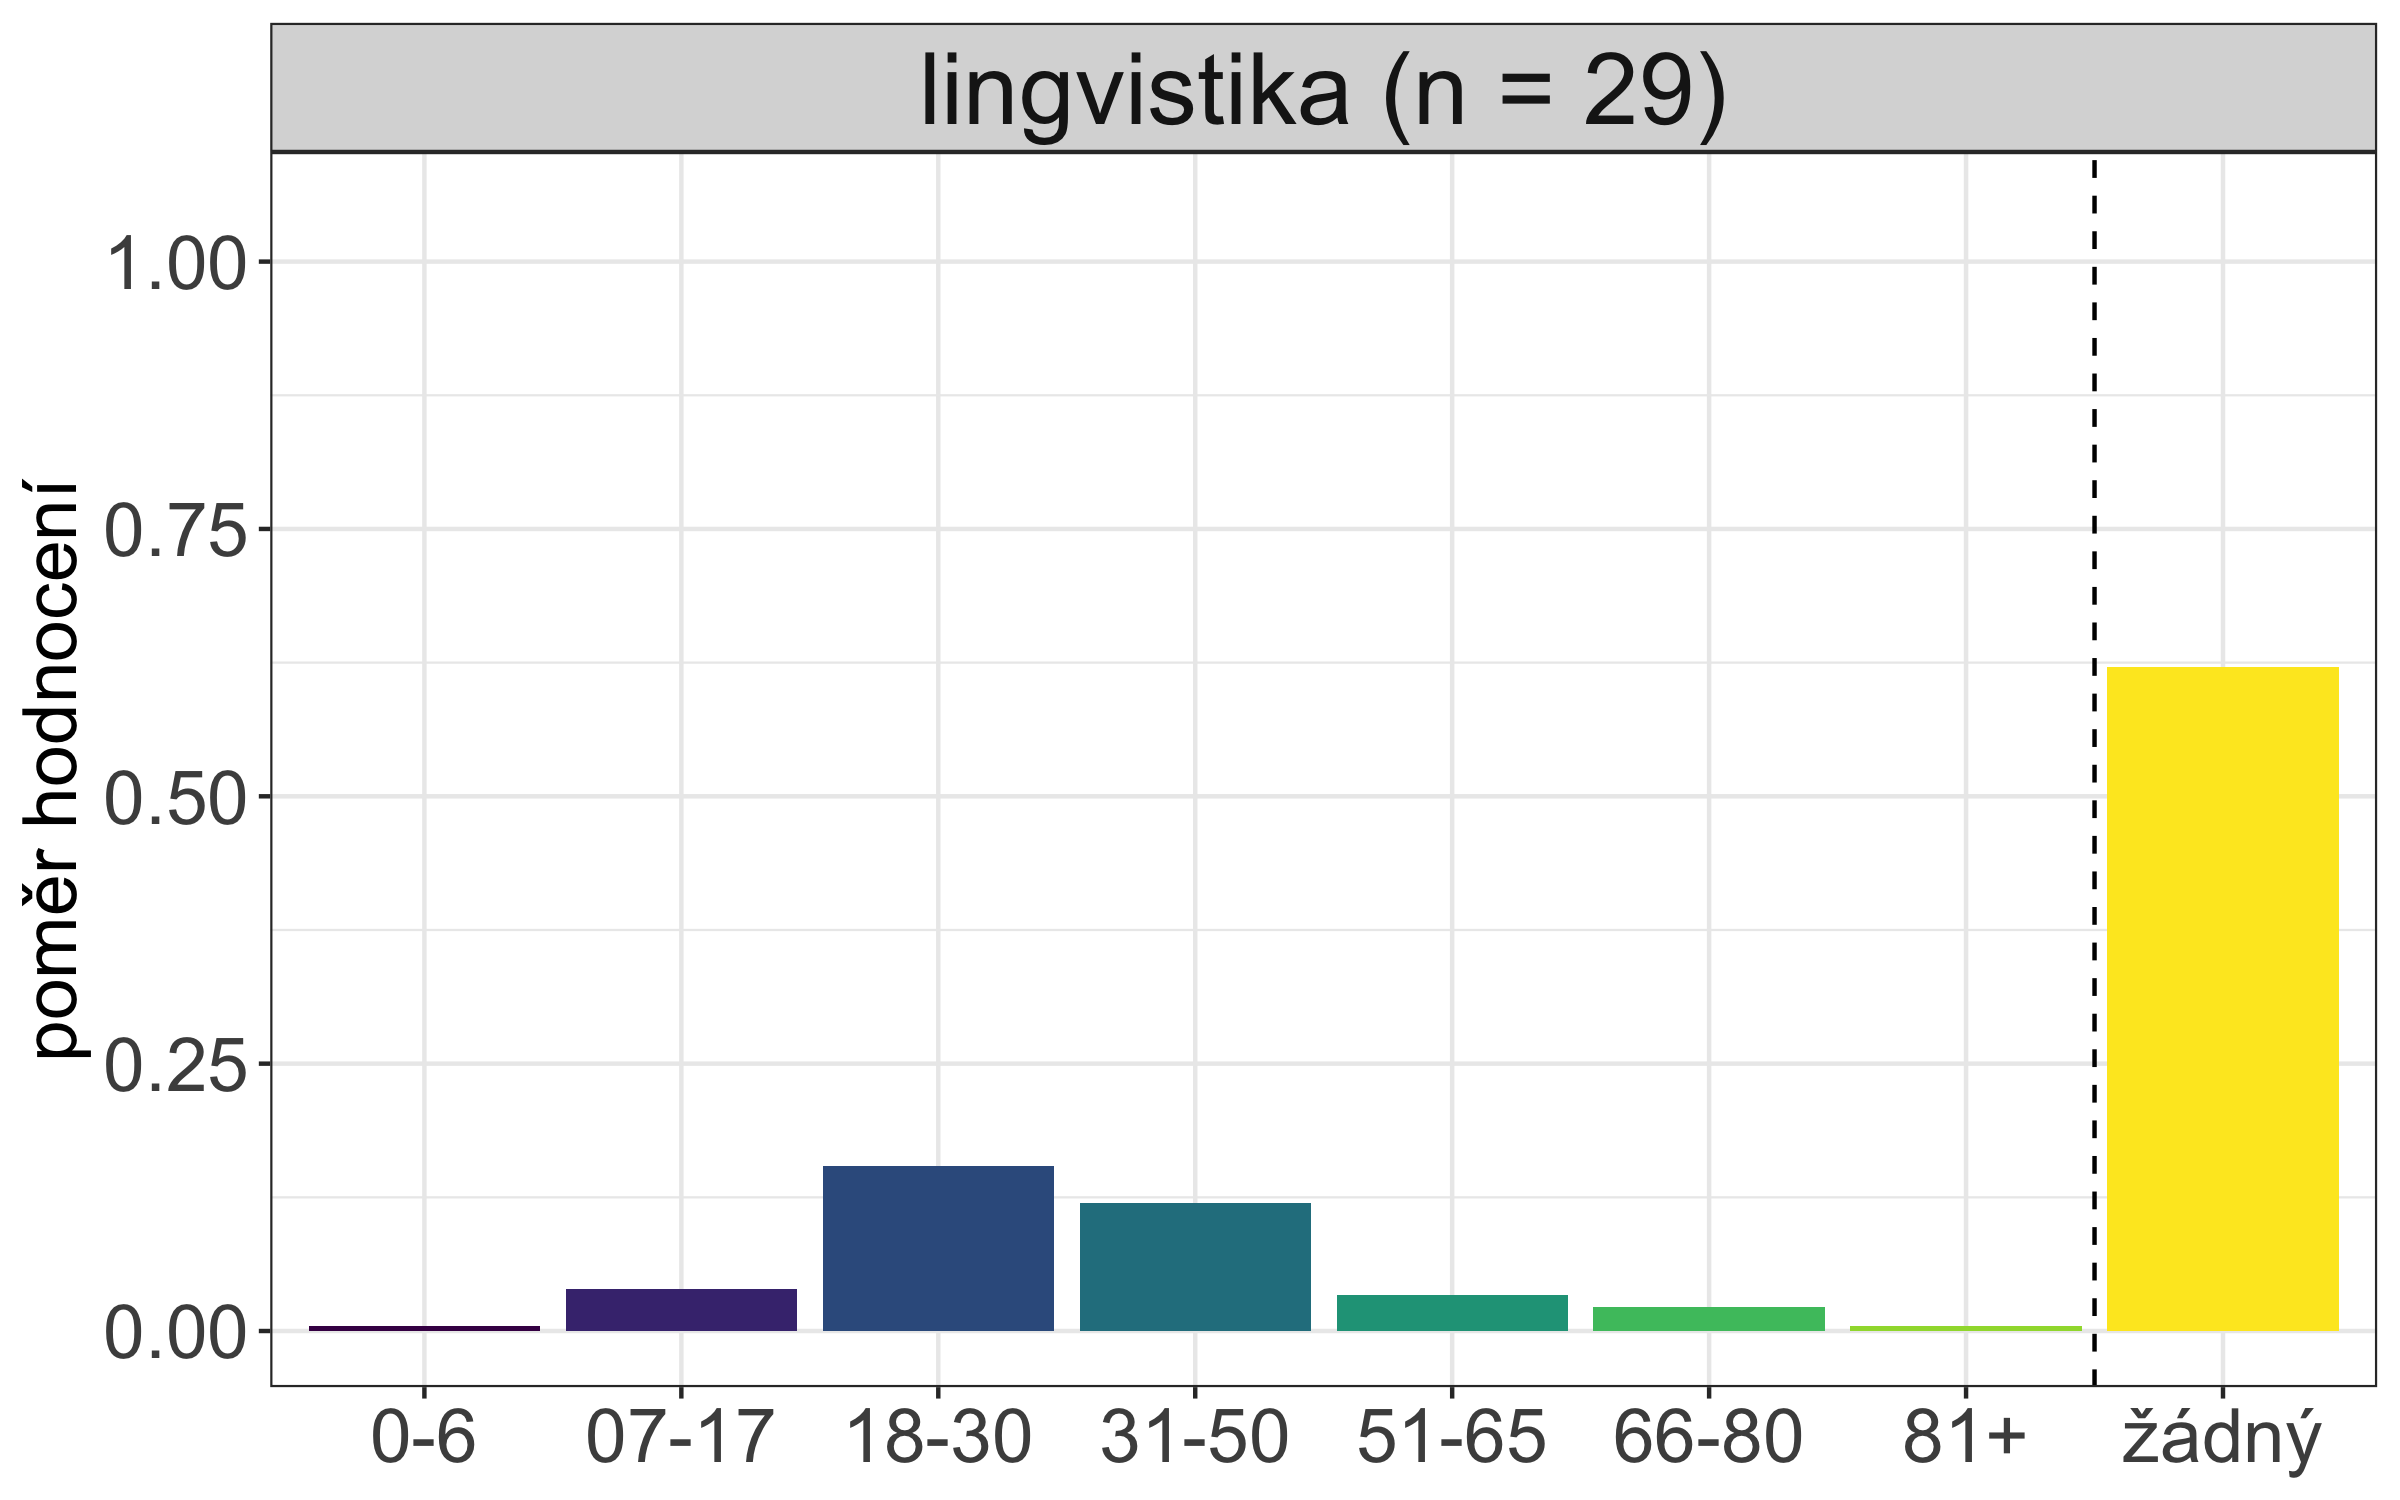 lingvistika (n = 29)
poměr hodnocení
1.00
0.75
0.50
0.25
0.00
0-6 07-17 18-30 31-50 51-65 66-80 81+ žádný